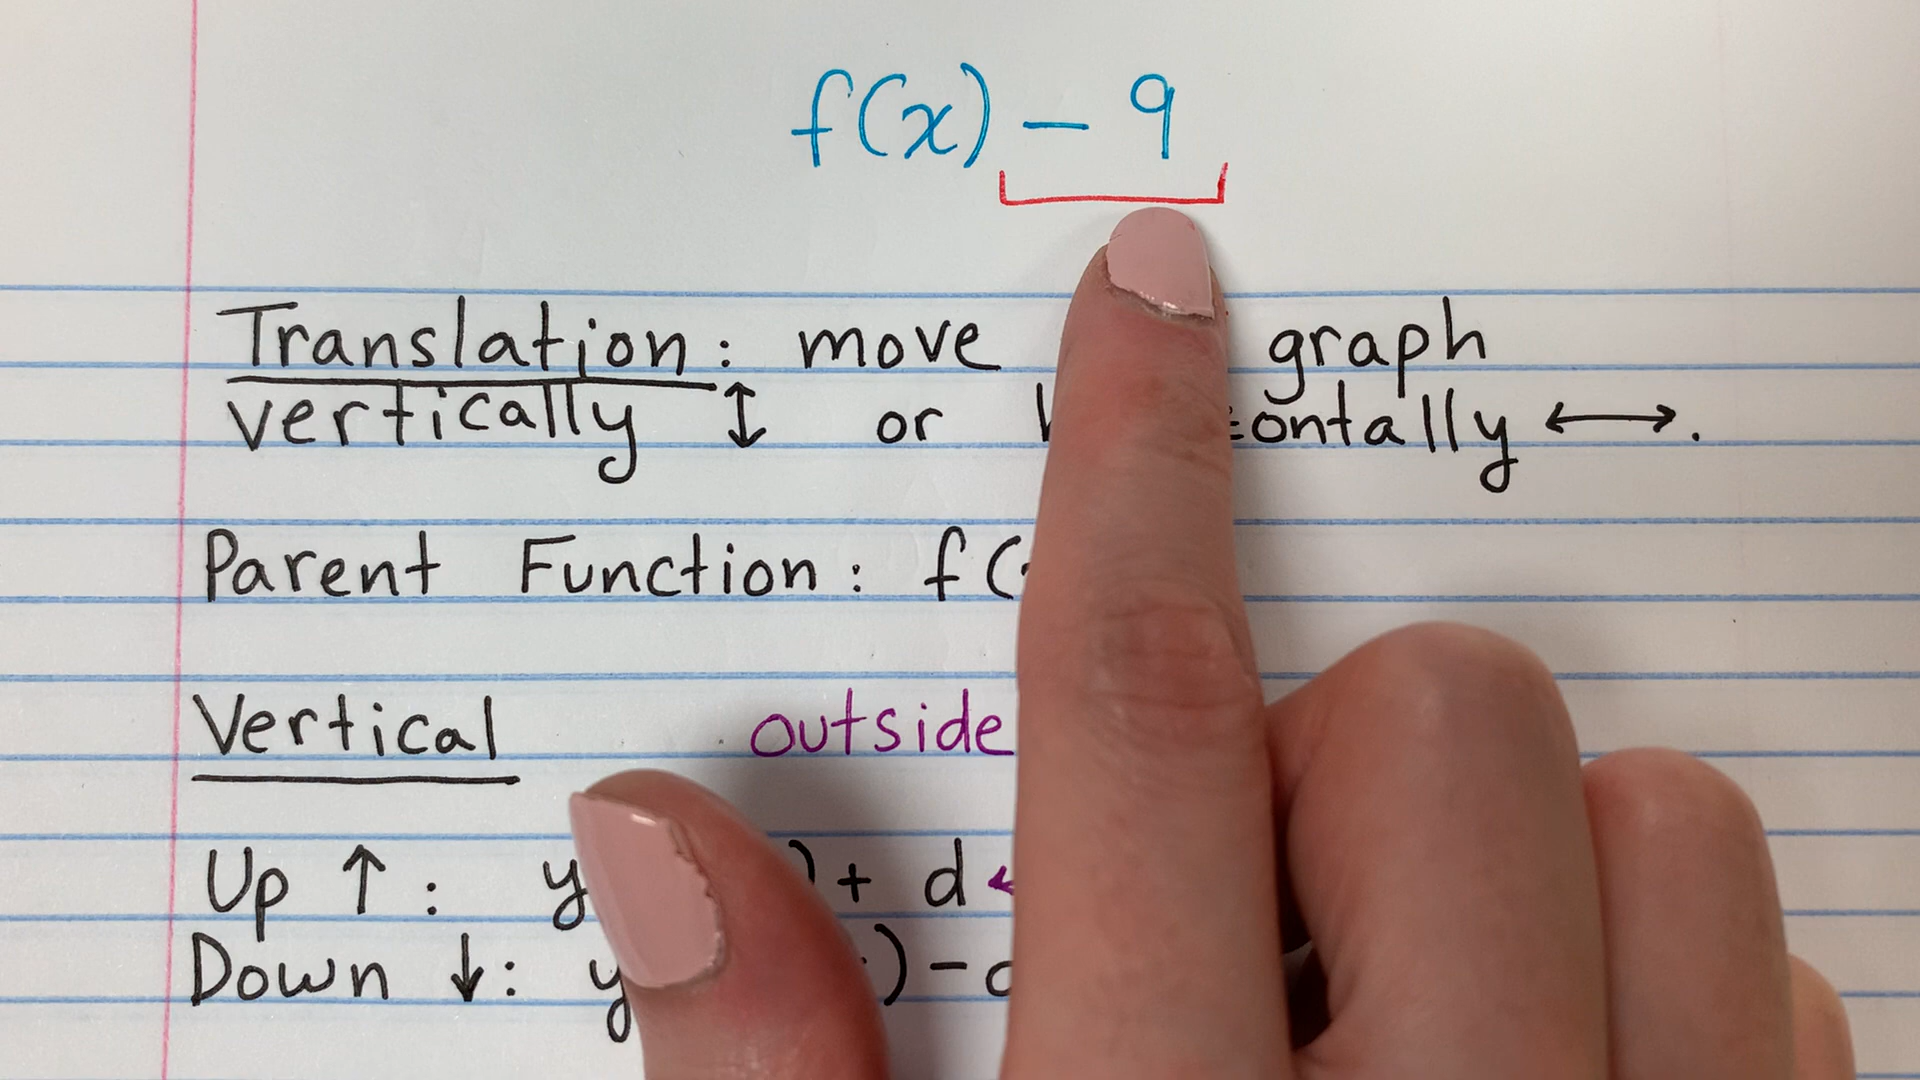 f(x) - 9
Translation: move graph
vertically ↕ or ontally ↔.
Parent Function: f(
Vertical outside
Up ↑: y ) + d ←
Down ↓: y ) -